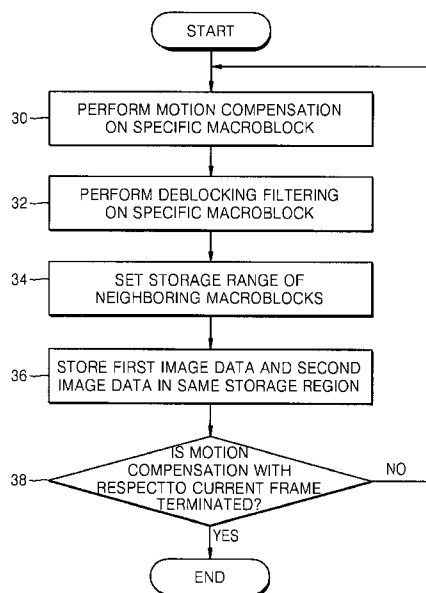 START
30
PERFORM MOTION COMPENSATION
ON SPECIFIC MACROBLOCK
32
PERFORM DEBLOCKING FILTERING
ON SPECIFIC MACROBLOCK
34
SET STORAGE RANGE OF
NEIGHBORING MACROBLOCKS
36
STORE FIRST IMAGE DATA AND SECOND
IMAGE DATA IN SAME STORAGE REGION
38
IS MOTION
COMPENSATION WITH
RESPECTTO CURRENT FRAME
TERMINATED?
NO
YES
END